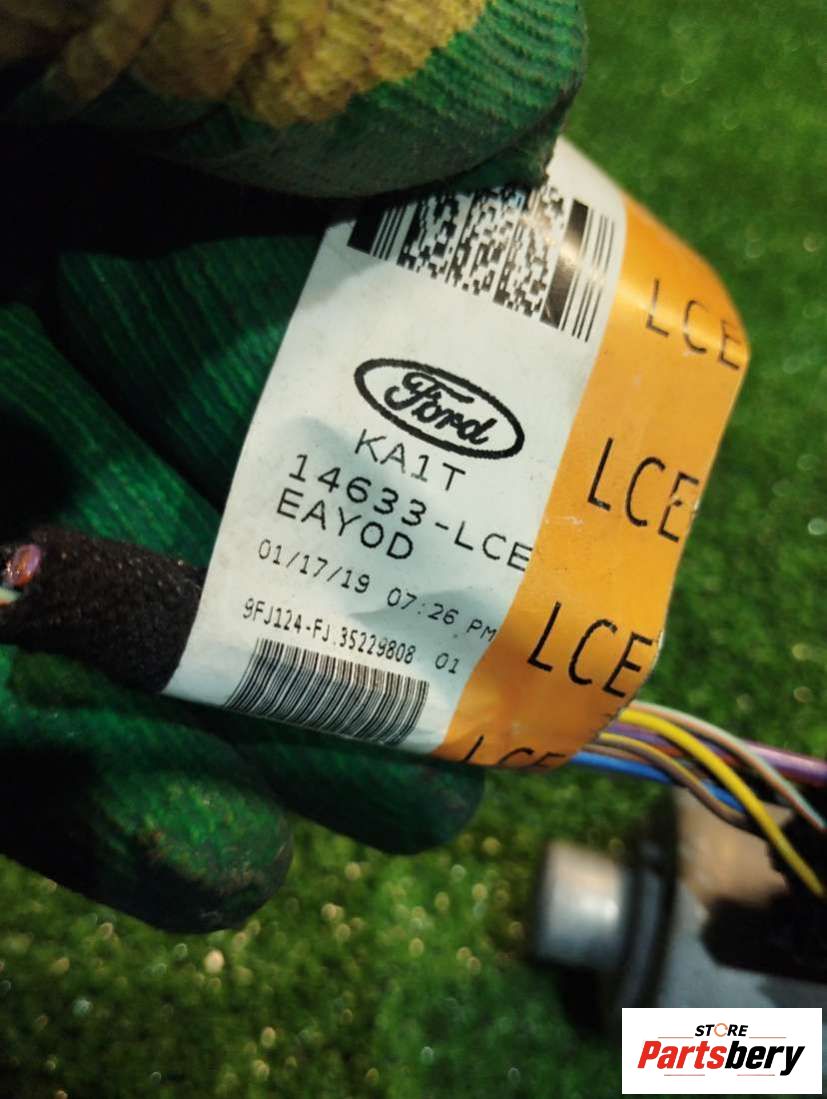 Ford
KA1T
14633-LCE
EAYOD
01/17/19 07:26 PM
9FJ124-FJ.35229808 01
LCE
LCE
LCE
LCE
STORE
Partsbery